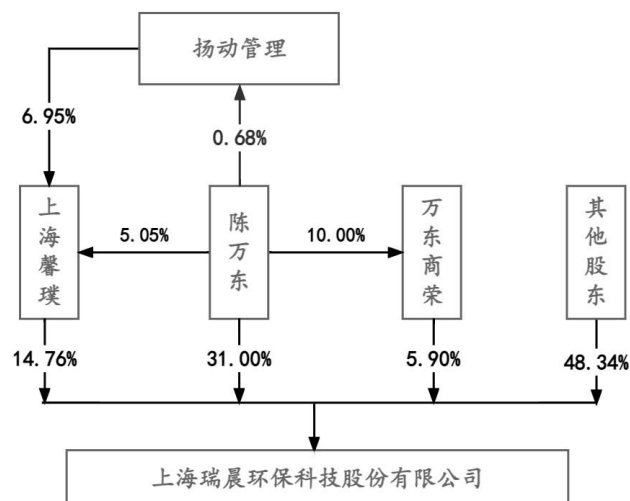 扬动管理
6.95%
0.68%
上海馨璞
5.05%
陈万东
10.00%
万东商荣
其他股东
14.76%
31.00%
5.90%
48.34%
上海瑞晨环保科技股份有限公司